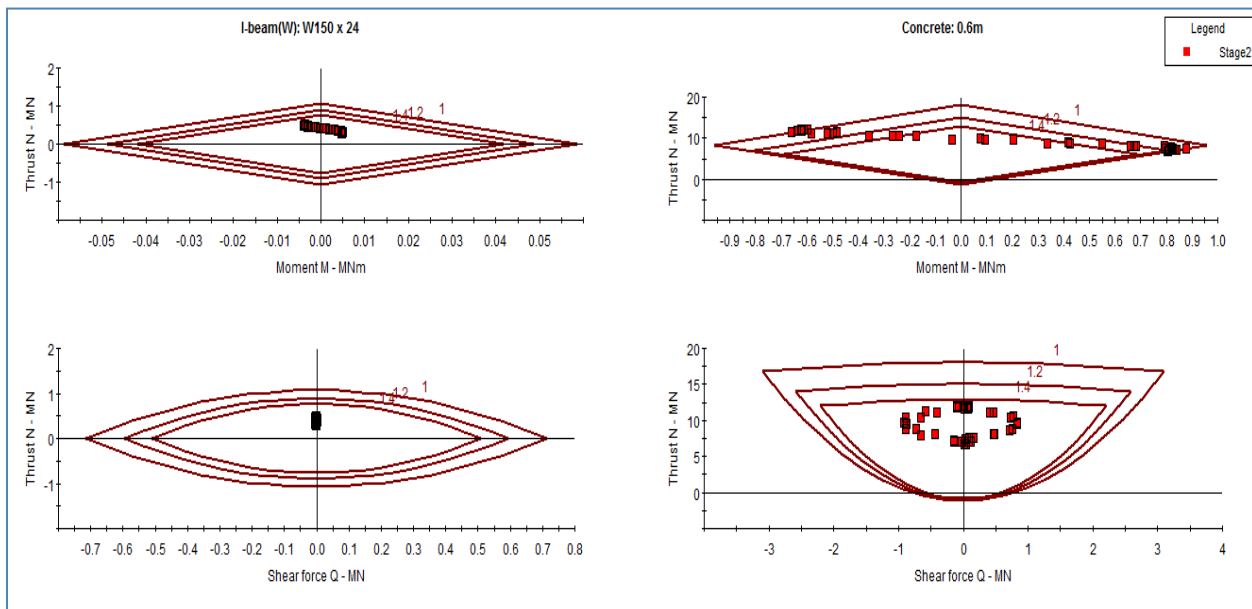 I-beam(W): W150 x 24
Concrete: 0.6m
Legend
Stage2
Thrust N - MN
2
1
0
-1
1.4
1.2
1
-0.05 -0.04 -0.03 -0.02 -0.01 0.00 0.01 0.02 0.03 0.04 0.05
Moment M - MNm
Thrust N - MN
20
15
10
5
0
1.4
1.2
1
-0.9 -0.8 -0.7 -0.6 -0.5 -0.4 -0.3 -0.2 -0.1 0.0 0.1 0.2 0.3 0.4 0.5 0.6 0.7 0.8 0.9 1.0
Moment M - MNm
Thrust N - MN
2
1
0
-1
1.4
1.2
1
-0.7 -0.6 -0.5 -0.4 -0.3 -0.2 -0.1 0.0 0.1 0.2 0.3 0.4 0.5 0.6 0.7 0.8
Shear force Q - MN
Thrust N - MN
20
15
10
5
0
1
1.2
1.4
-3 -2 -1 0 1 2 3 4
Shear force Q - MN